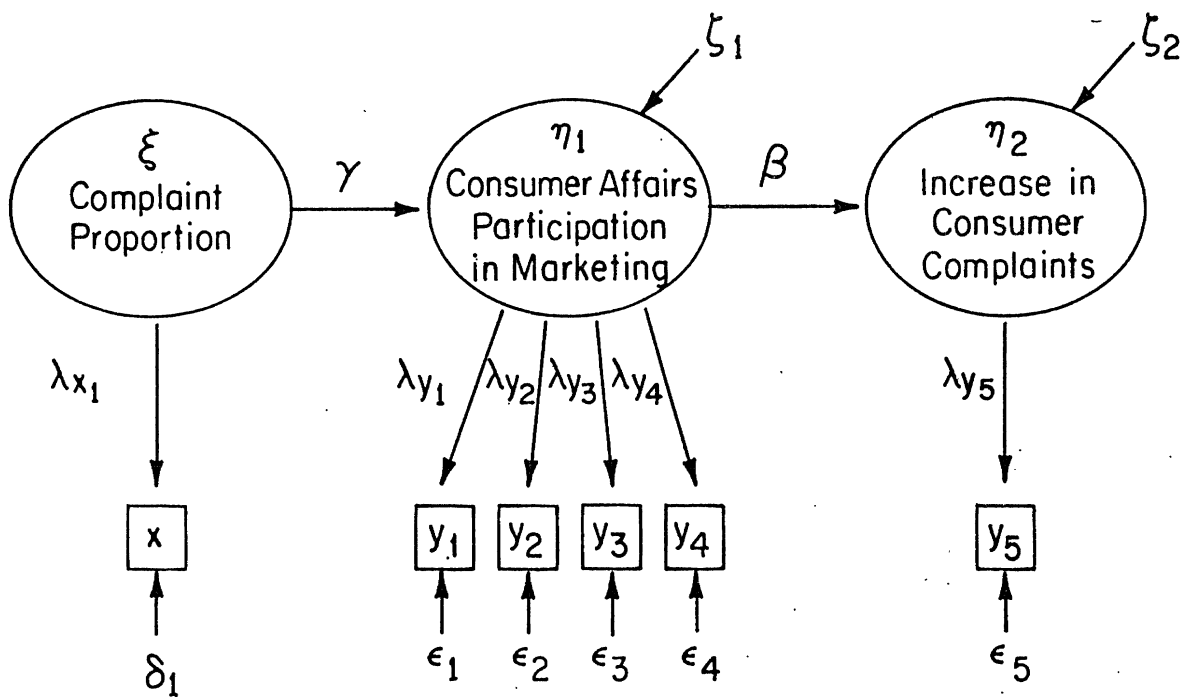 ζ1
ζ2
ξ
Complaint
Proportion
γ
η1
Consumer Affairs
Participation
in Marketing
β
η2
Increase in
Consumer
Complaints
λx1
λy1
λy2
λy3
λy4
λy5
x
y1
y2
y3
y4
y5
δ1
ϵ1
ϵ2
ϵ3
ϵ4
ϵ5